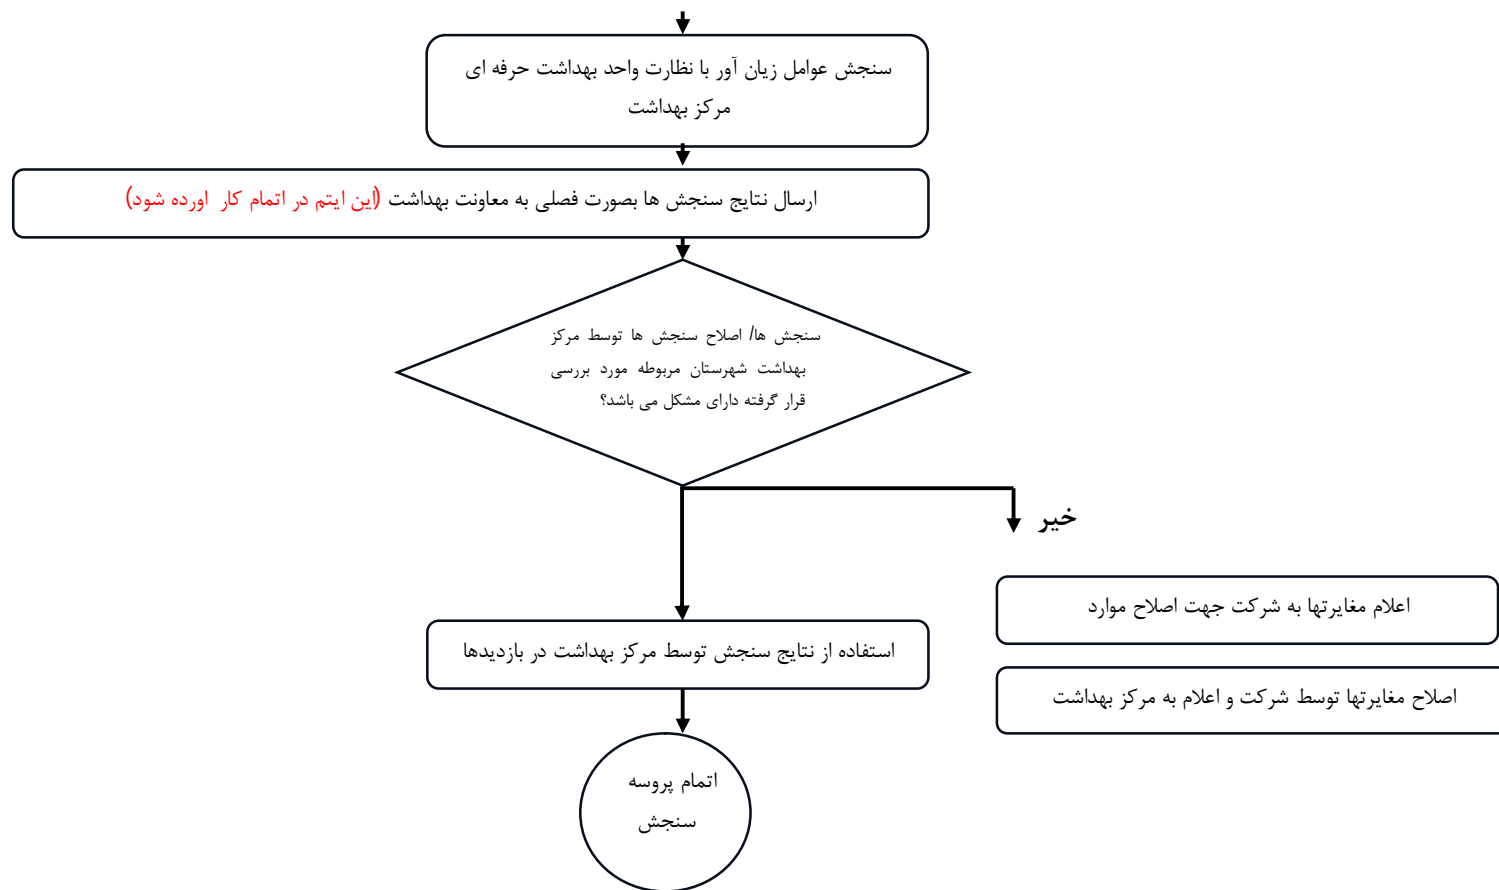 سنجش عوامل زیان آور با نظارت واحد بهداشت حرفه ای
مرکز بهداشت
ارسال نتایج سنجش ها بصورت فصلی به معاونت بهداشت (این ایتم در اتمام کار اورده شود)
سنجش ها/ اصلاح سنجش ها توسط مرکز
بهداشت شهرستان مربوطه مورد بررسی
قرار گرفته دارای مشکل می باشد؟
خیر
اعلام مغایرتها به شرکت جهت اصلاح موارد
استفاده از نتایج سنجش توسط مرکز بهداشت در بازدیدها
اصلاح مغایرتها توسط شرکت و اعلام به مرکز بهداشت
اتمام پروسه
سنجش